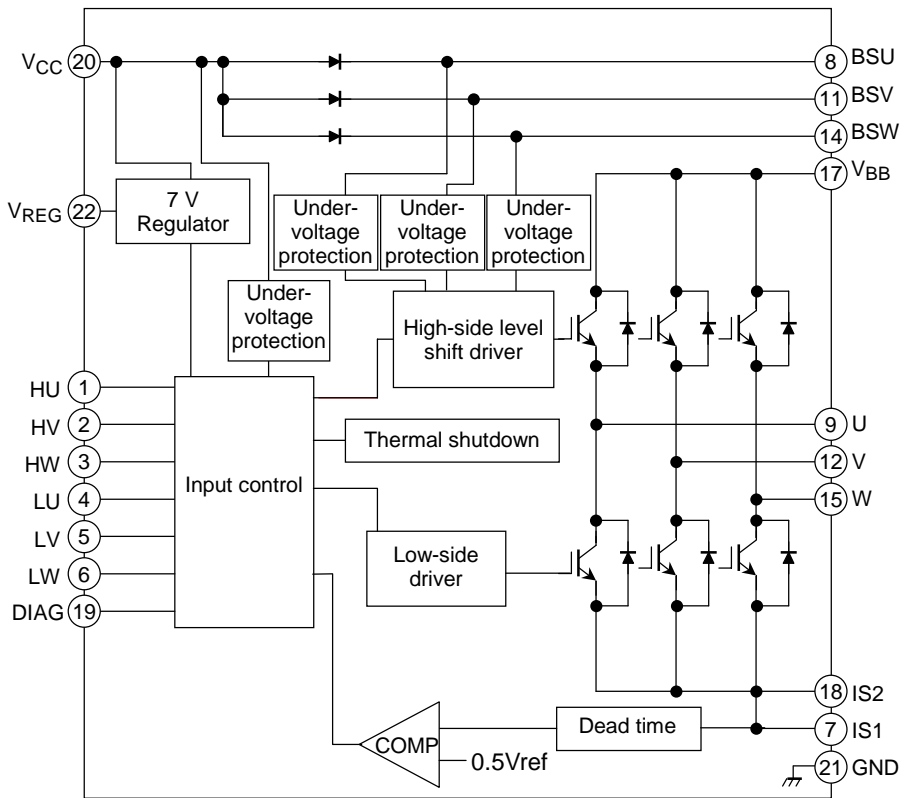 VCC 20
8 BSU
11 BSV
14 BSW
17 VBB
VREG 22
7 V
Regulator
Under-
voltage
protection
Under-
voltage
protection
Under-
voltage
protection
Under-
voltage
protection
High-side level
shift driver
HU 1
HV 2
HW 3
LU 4
LV 5
LW 6
DIAG 19
Input control
Thermal shutdown
Low-side
driver
9 U
12 V
15 W
18 IS2
7 IS1
21 GND
Dead time
COMP
0.5Vref